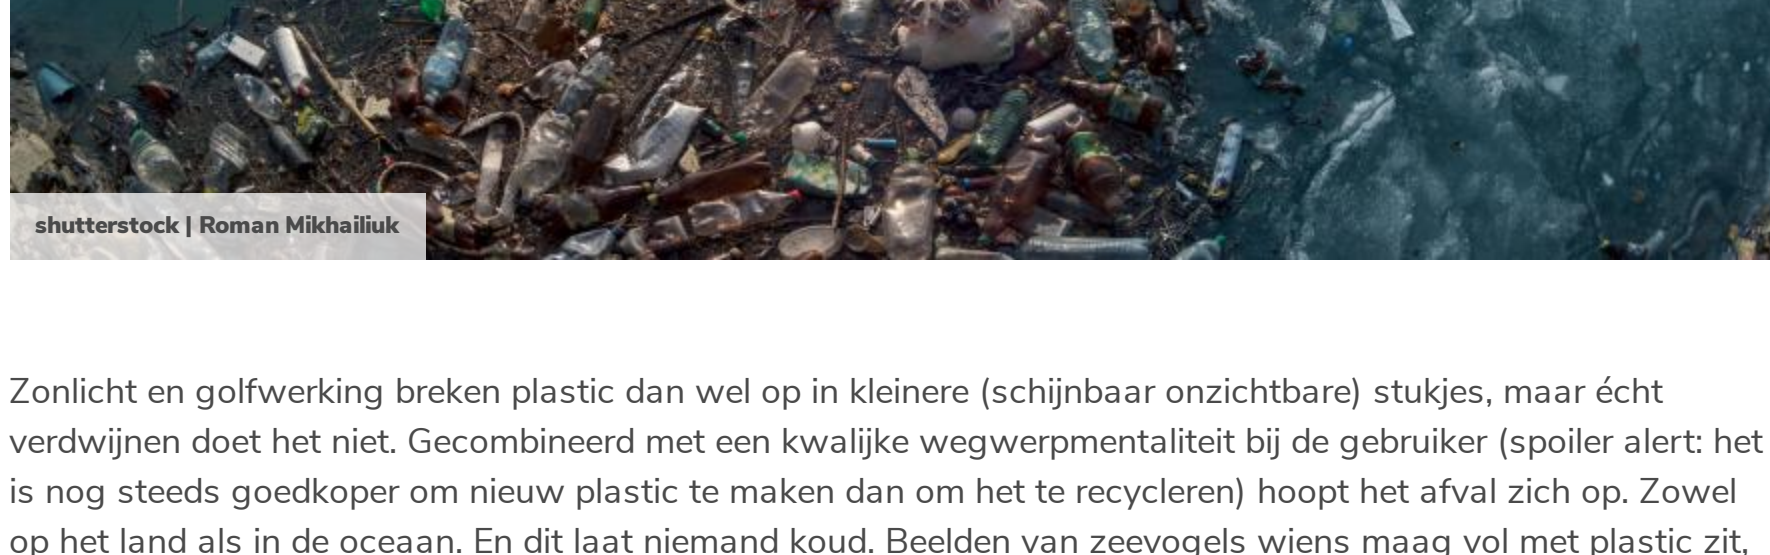 shutterstock | Roman Mikhailiuk
Zonlicht en golfwerking breken plastic dan wel op in kleinere (schijnbaar onzichtbare) stukjes, maar écht
verdwijnen doet het niet. Gecombineerd met een kwalijke wegwerpmentaliteit bij de gebruiker (spoiler alert: het
is nog steeds goedkoper om nieuw plastic te maken dan om het te recycleren) hoopt het afval zich op. Zowel
op het land als in de oceaan. En dit laat niemand koud. Beelden van zeevogels wiens maag vol met plastic zit,